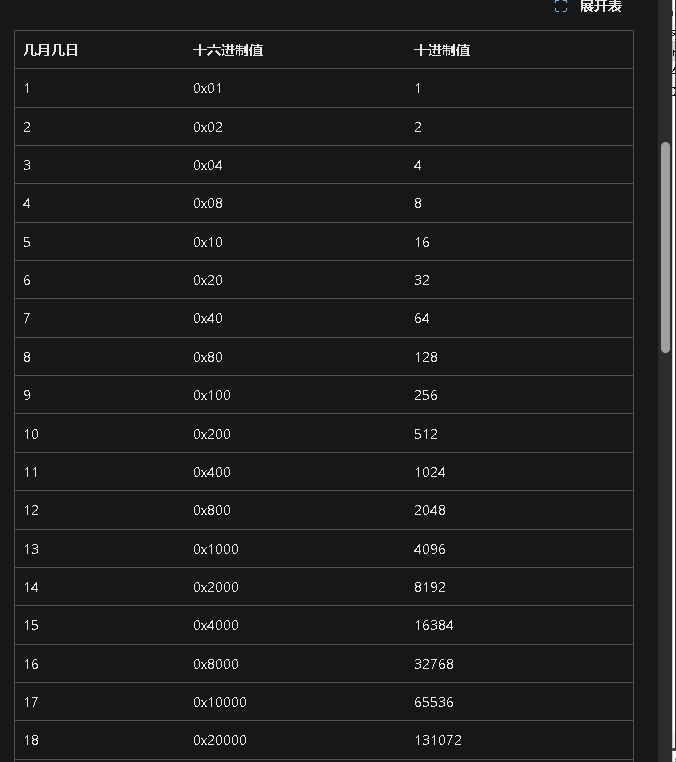 展开表
几月几日 十六进制值 十进制值
1 0x01 1
2 0x02 2
3 0x04 4
4 0x08 8
5 0x10 16
6 0x20 32
7 0x40 64
8 0x80 128
9 0x100 256
10 0x200 512
11 0x400 1024
12 0x800 2048
13 0x1000 4096
14 0x2000 8192
15 0x4000 16384
16 0x8000 32768
17 0x10000 65536
18 0x20000 131072